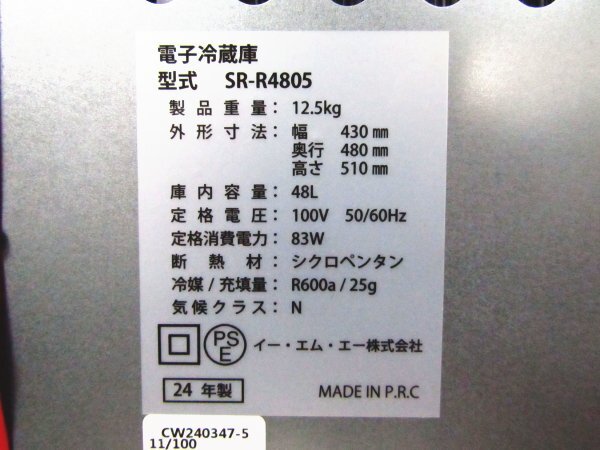 電子冷蔵庫
型式 SR-R4805
製品重量： 12.5kg
外形寸法： 幅 430㎜
奥行 480㎜
高さ 510㎜
庫内容量： 48L
定格電圧： 100V 50/60Hz
定格消費電力： 83W
断熱材： シクロペンタン
冷媒/充填量： R600a/25g
気候クラス： N
PS
E
イー・エム・エー株式会社
24 年製
MADE IN P.R.C
CW240347-5
11/100